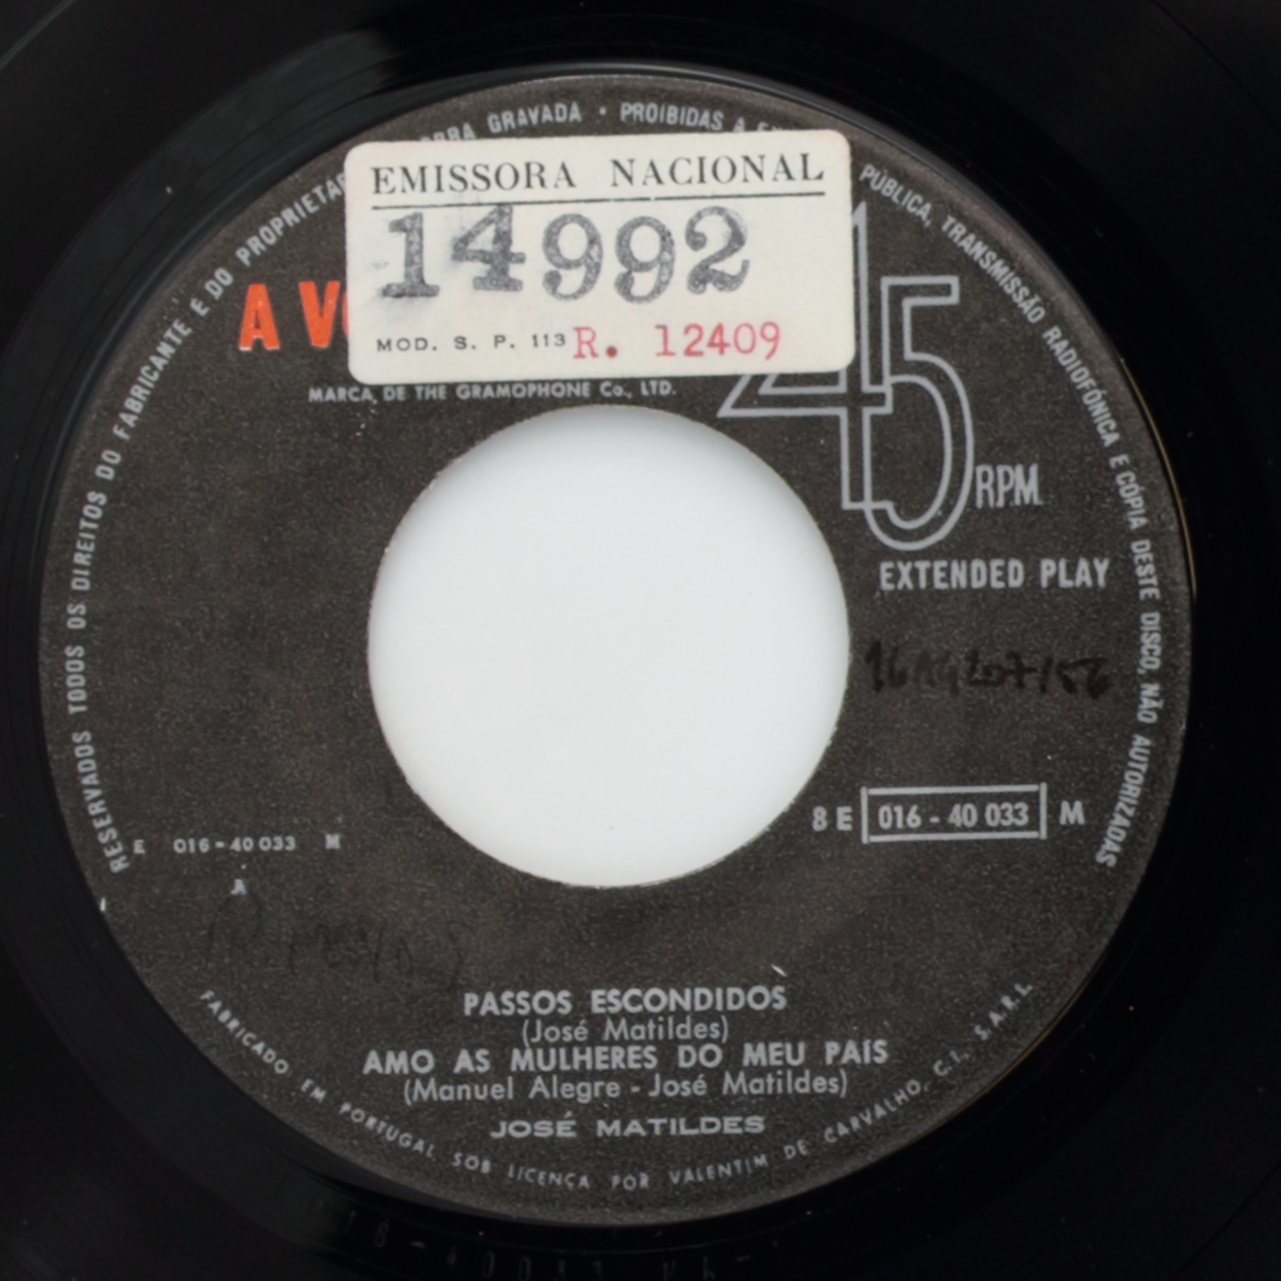 RESERVADOS TODOS OS DIREITOS DO FABRICANTE E DO PROPRIETÁR OBRA GRAVADA • PROIBIDAS A EX PÚBLICA, TRANSMISSÃO RADIOFÓNICA E CÓPIA DESTE DISCO, NÃO AUTORIZADAS
EMISSORA NACIONAL
14992
MOD. S. P. 113 R. 12409
A VO
MARCA DE THE GRAMOPHONE Co., LTD.
45 RPM
EXTENDED PLAY
8 E 016 - 40 033 M
E 016-40 033 M
A
PASSOS ESCONDIDOS
(José Matildes)
AMO AS MULHERES DO MEU PAÍS
(Manuel Alegre - José Matildes)
JOSÉ MATILDES
FABRICADO EM PORTUGAL SOB LICENÇA POR VALENTIM DE CARVALHO, C. I., S.A.R.L.